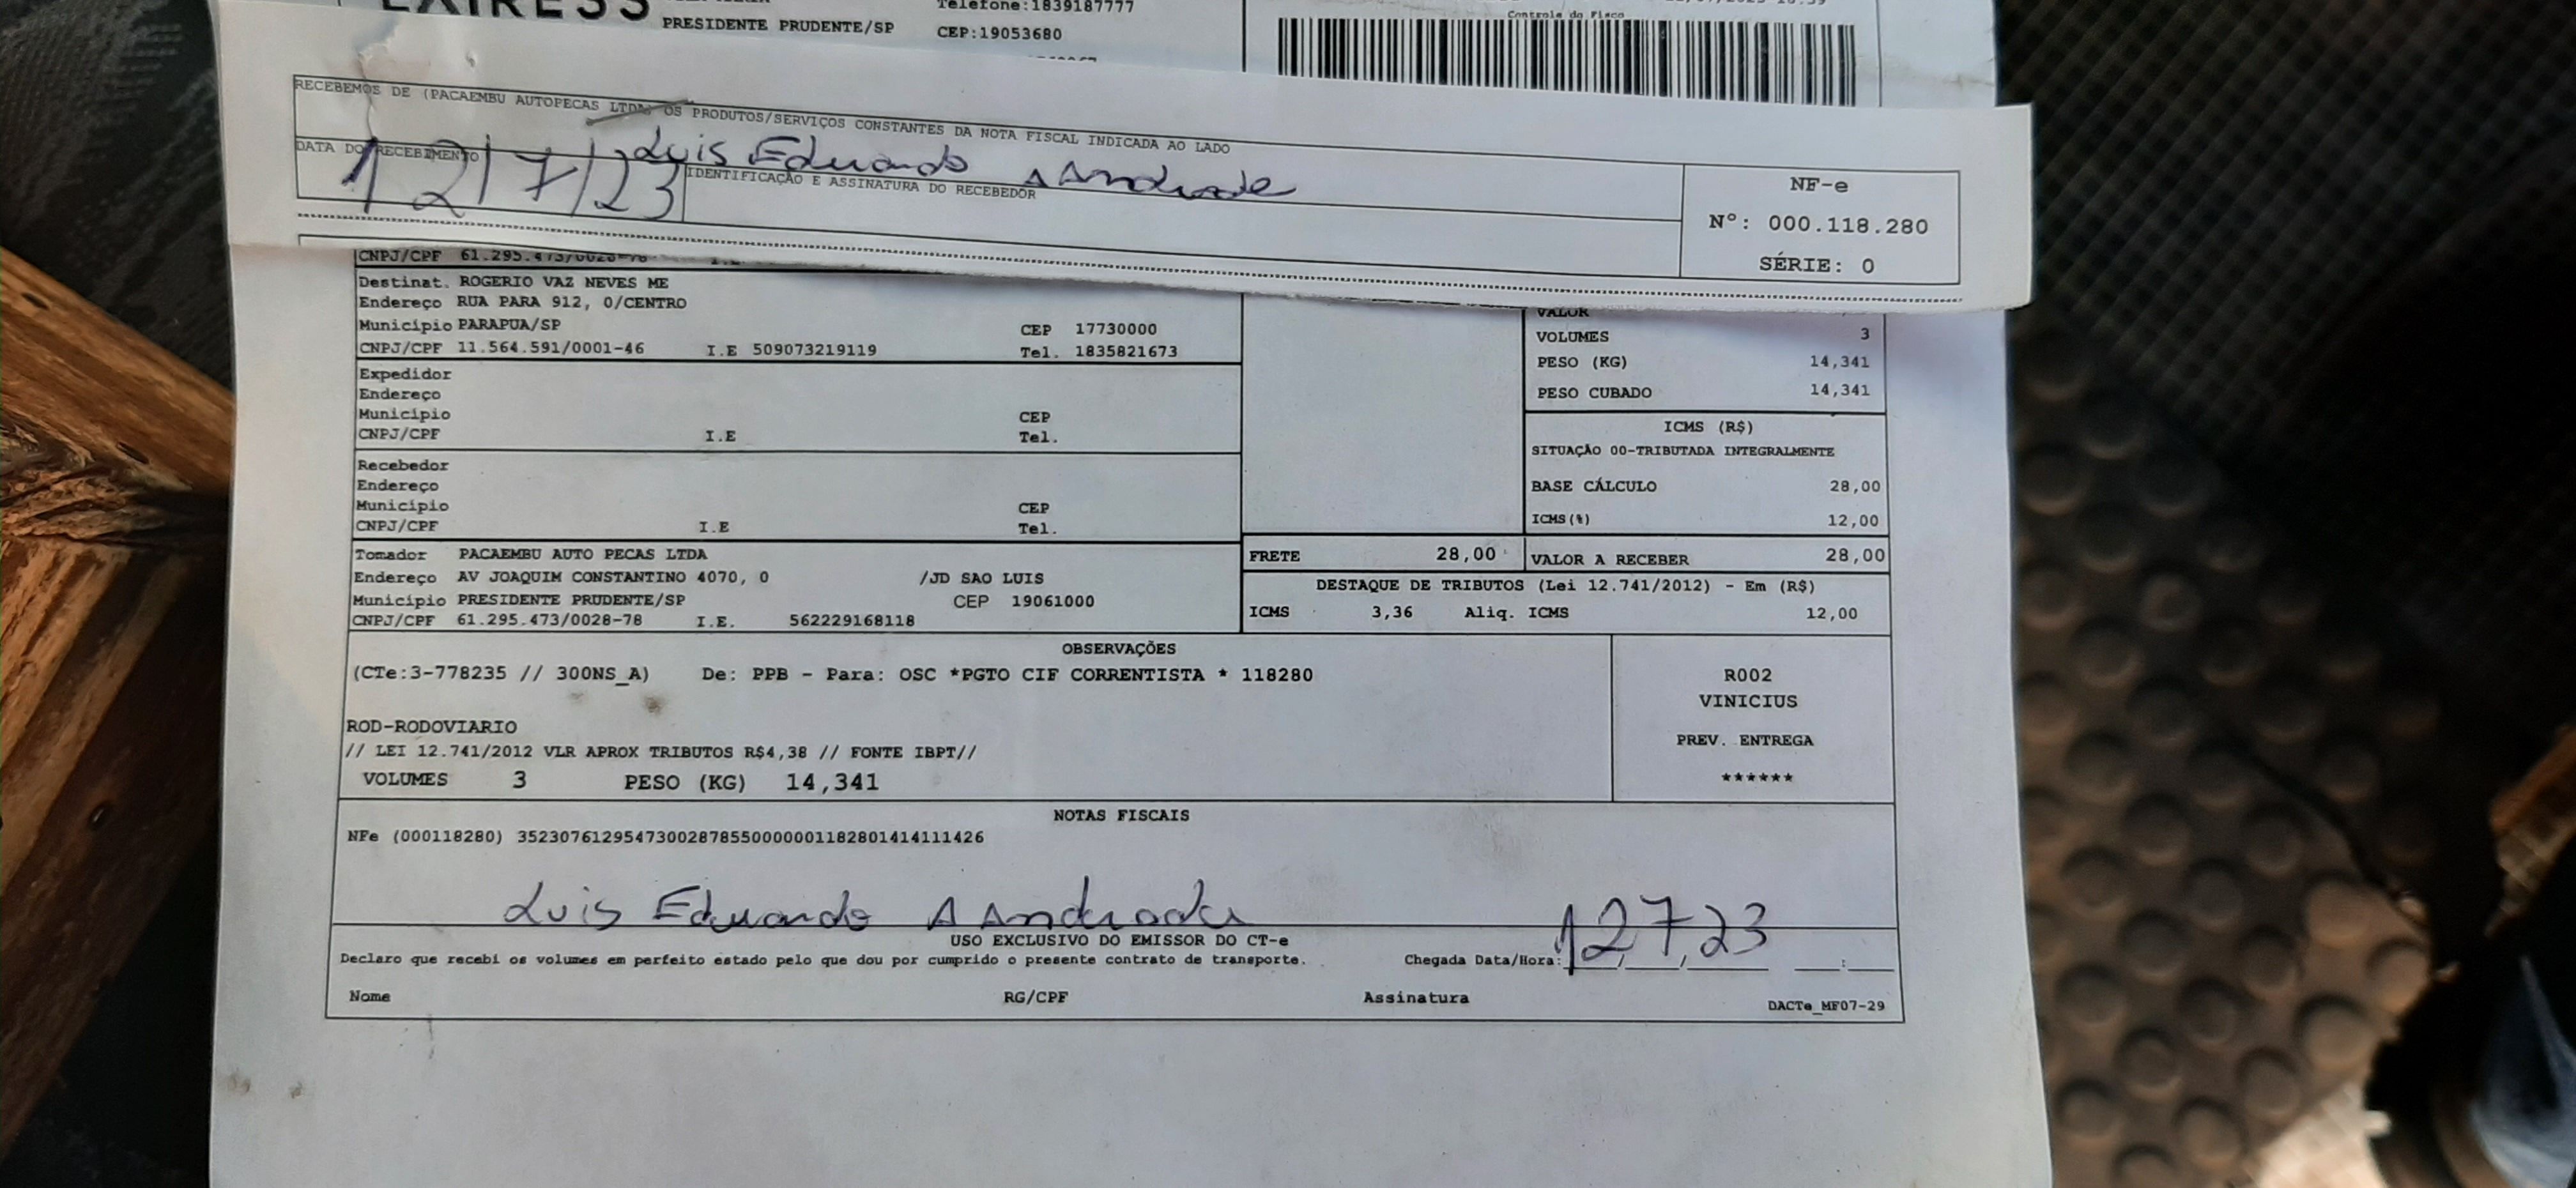 PRESIDENTE PRUDENTE/SP
Telefone:1839187777
CEP:19053680
Controle do Fisco
RECEBEMOS DE (PACAEMBU AUTOPECAS LTDA) OS PRODUTOS/SERVIÇOS CONSTANTES DA NOTA FISCAL INDICADA AO LADO
DATA DO RECEBIMENTO
12/7/23
Luis Eduardo A Andrade
IDENTIFICAÇÃO E ASSINATURA DO RECEBEDOR
NF-e
Nº: 000.118.280
SÉRIE: 0
CNPJ/CPF 61.295.473/0028-78
Destinat. ROGERIO VAZ NEVES ME
Endereço RUA PARA 912, 0/CENTRO
Município PARAPUA/SP CEP 17730000
CNPJ/CPF 11.564.591/0001-46 I.E 509073219119 Tel. 1835821673
Expedidor
Endereço
Município CEP
CNPJ/CPF I.E Tel.
Recebedor
Endereço
Município CEP
CNPJ/CPF I.E Tel.
Tomador PACAEMBU AUTO PECAS LTDA
Endereço AV JOAQUIM CONSTANTINO 4070, 0 /JD SAO LUIS
Município PRESIDENTE PRUDENTE/SP CEP 19061000
CNPJ/CPF 61.295.473/0028-78 I.E. 562229168118
VALOR
VOLUMES 3
PESO (KG) 14,341
PESO CUBADO 14,341
ICMS (R$)
SITUAÇÃO 00-TRIBUTADA INTEGRALMENTE
BASE CÁLCULO 28,00
ICMS(%) 12,00
FRETE 28,00 VALOR A RECEBER 28,00
DESTAQUE DE TRIBUTOS (Lei 12.741/2012) - Em (R$)
ICMS 3,36 Aliq. ICMS 12,00
OBSERVAÇÕES
(CTe:3-778235 // 300NS_A) De: PPB - Para: OSC *PGTO CIF CORRENTISTA * 118280
ROD-RODOVIARIO
// LEI 12.741/2012 VLR APROX TRIBUTOS R$4,38 // FONTE IBPT//
VOLUMES 3 PESO (KG) 14,341
R002
VINICIUS
PREV. ENTREGA
******
NOTAS FISCAIS
NFe (000118280) 35230761295473002878550000001182801414111426
Luis Eduardo A Andrade 12 7 23
USO EXCLUSIVO DO EMISSOR DO CT-e
Declaro que recebi os volumes em perfeito estado pelo que dou por cumprido o presente contrato de transporte. Chegada Data/Hora:
Nome RG/CPF Assinatura DACTe_MF07-29